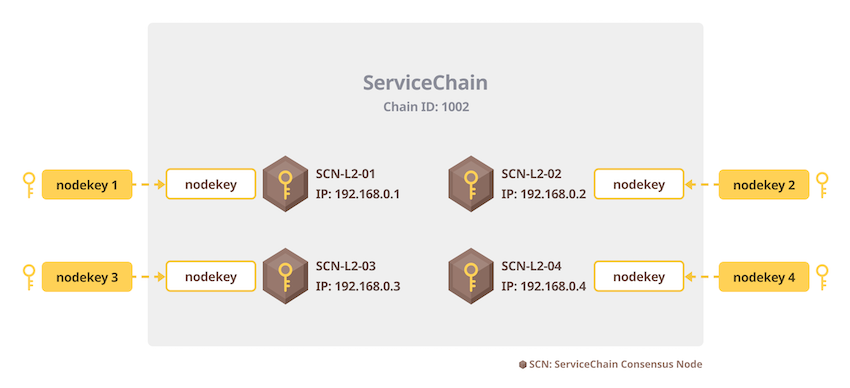 ServiceChain
Chain ID: 1002
nodekey 1
nodekey
SCN-L2-01
IP: 192.168.0.1
SCN-L2-02
IP: 192.168.0.2
nodekey
nodekey 2
nodekey 3
nodekey
SCN-L2-03
IP: 192.168.0.3
SCN-L2-04
IP: 192.168.0.4
nodekey
nodekey 4
SCN: ServiceChain Consensus Node